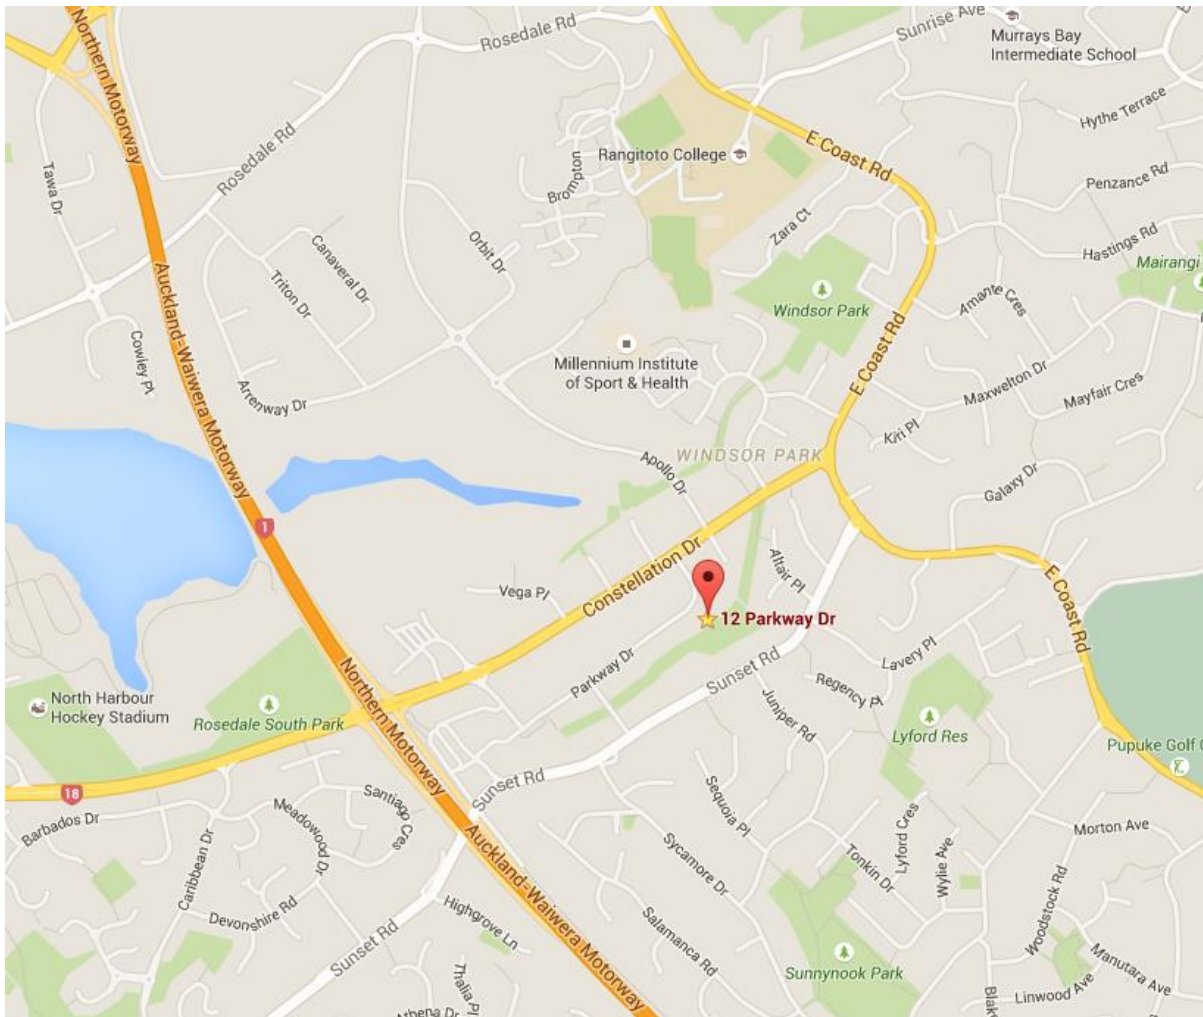 Northern Motorway
Rosedale Rd
Sunrise Ave
Murrays Bay
Intermediate School
Hythe Terrace
E Coast Rd
Rangitoto College
Rosedale Rd
Tawa Dr
Brompton
Penzance Rd
Zara Ct
Hastings Rd
Mairangi
Orbit Dr
Canaveral Dr
Triton Dr
Auckland-Waiwera Motorway
Windsor Park
Amante Cres
E Coast Rd
Cowley Pl
Millennium Institute
of Sport & Health
Arrenway Dr
Maxwelton Dr
Mayfair Cres
Kiri Pl
WINDSOR PARK
Apollo Dr
Galaxy Dr
1
Constellation Dr
Altair Pl
Vega Pl
E Coast Rd
12 Parkway Dr
Parkway Dr
Sunset Rd
Lavery Pl
Regency Pl
North Harbour
Hockey Stadium
Rosedale South Park
Northern Motorway
Juniper Rd
Lyford Res
Pupuke Golf C
18
Sunset Rd
Santiago Cres
Meadowood Dr
Barbados Dr
Caribbean Dr
Sequoia Pl
Morton Ave
Lyford Cres
Tonkin Dr
Wylie Ave
Sycamore Dr
Auckland-Waiwera Motorway
Devonshire Rd
Highgrove Ln
Woodstock Rd
Salamanca Rd
Sunset Rd
Manutara Ave
Sunnynook Park
Thalia Pl
Linwood Ave
Athena Dr